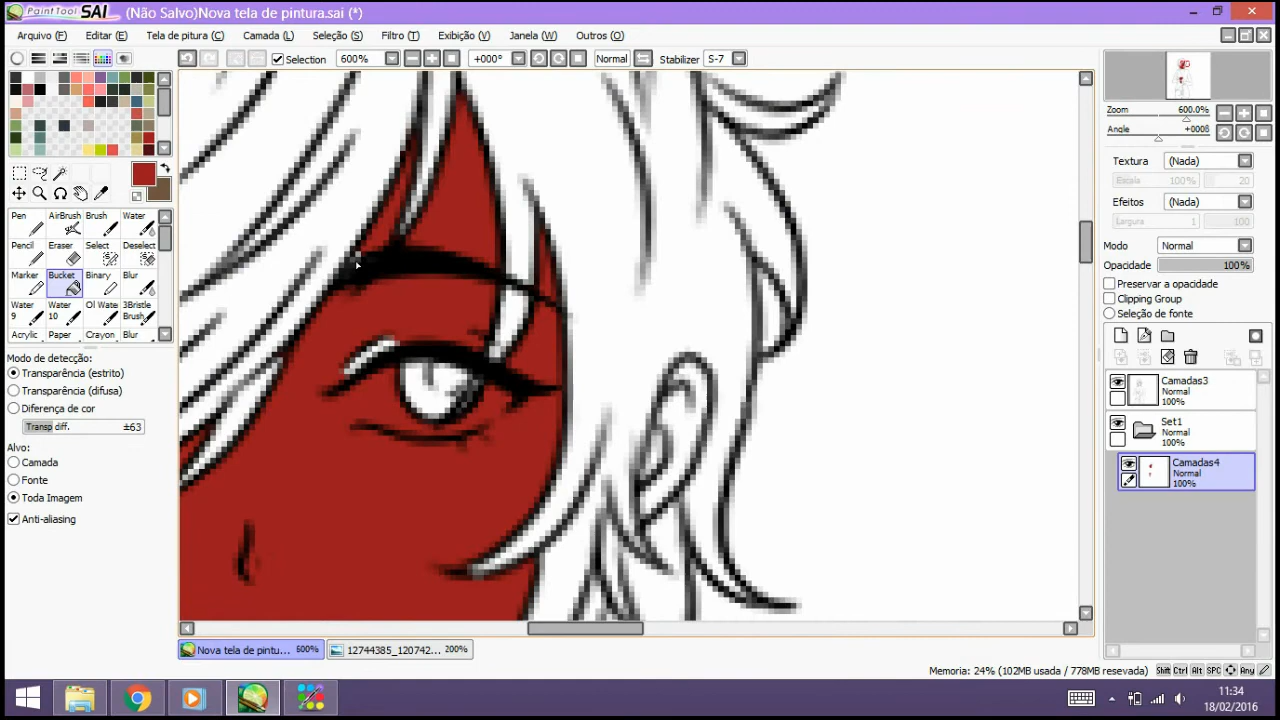 PaintTool SAI (Não Salvo)Nova tela de pintura.sai (*)
Arquivo (F) Editar (E) Tela de pitura (C) Camada (L) Seleção (S) Filtro (T) Exibição (V) Janela (W) Outros (O)
Selection 600% +000° Normal Stabilizer S-7
Zoom 600.0%
Angle +000ß
Textura (Nada)
Escala 100% 20
Efeitos (Nada)
Largura 1 100
Modo Normal
Opacidade 100%
Preservar a opacidade
Clipping Group
Seleção de fonte
Pen AirBrush Brush Water
Pencil Eraser Select Deselect
Marker Bucket Binary Blur
Water 9 Water 10 Oil Water 3Bristle Brush
Acrylic Paper Crayon Blur
Modo de detecção:
Transparência (estrito)
Transparência (difusa)
Diferença de cor
Transp diff. ±63
Alvo:
Camada
Fonte
Toda Imagem
Anti-aliasing
Camadas3
Normal
100%
Set1
Normal
100%
Camadas4
Normal
100%
Nova tela de pintu... 600% 12744385_120742... 200%
Memoria: 24% (102MB usada / 778MB resevada) Shift Ctrl Alt SPC Any
11:34
18/02/2016